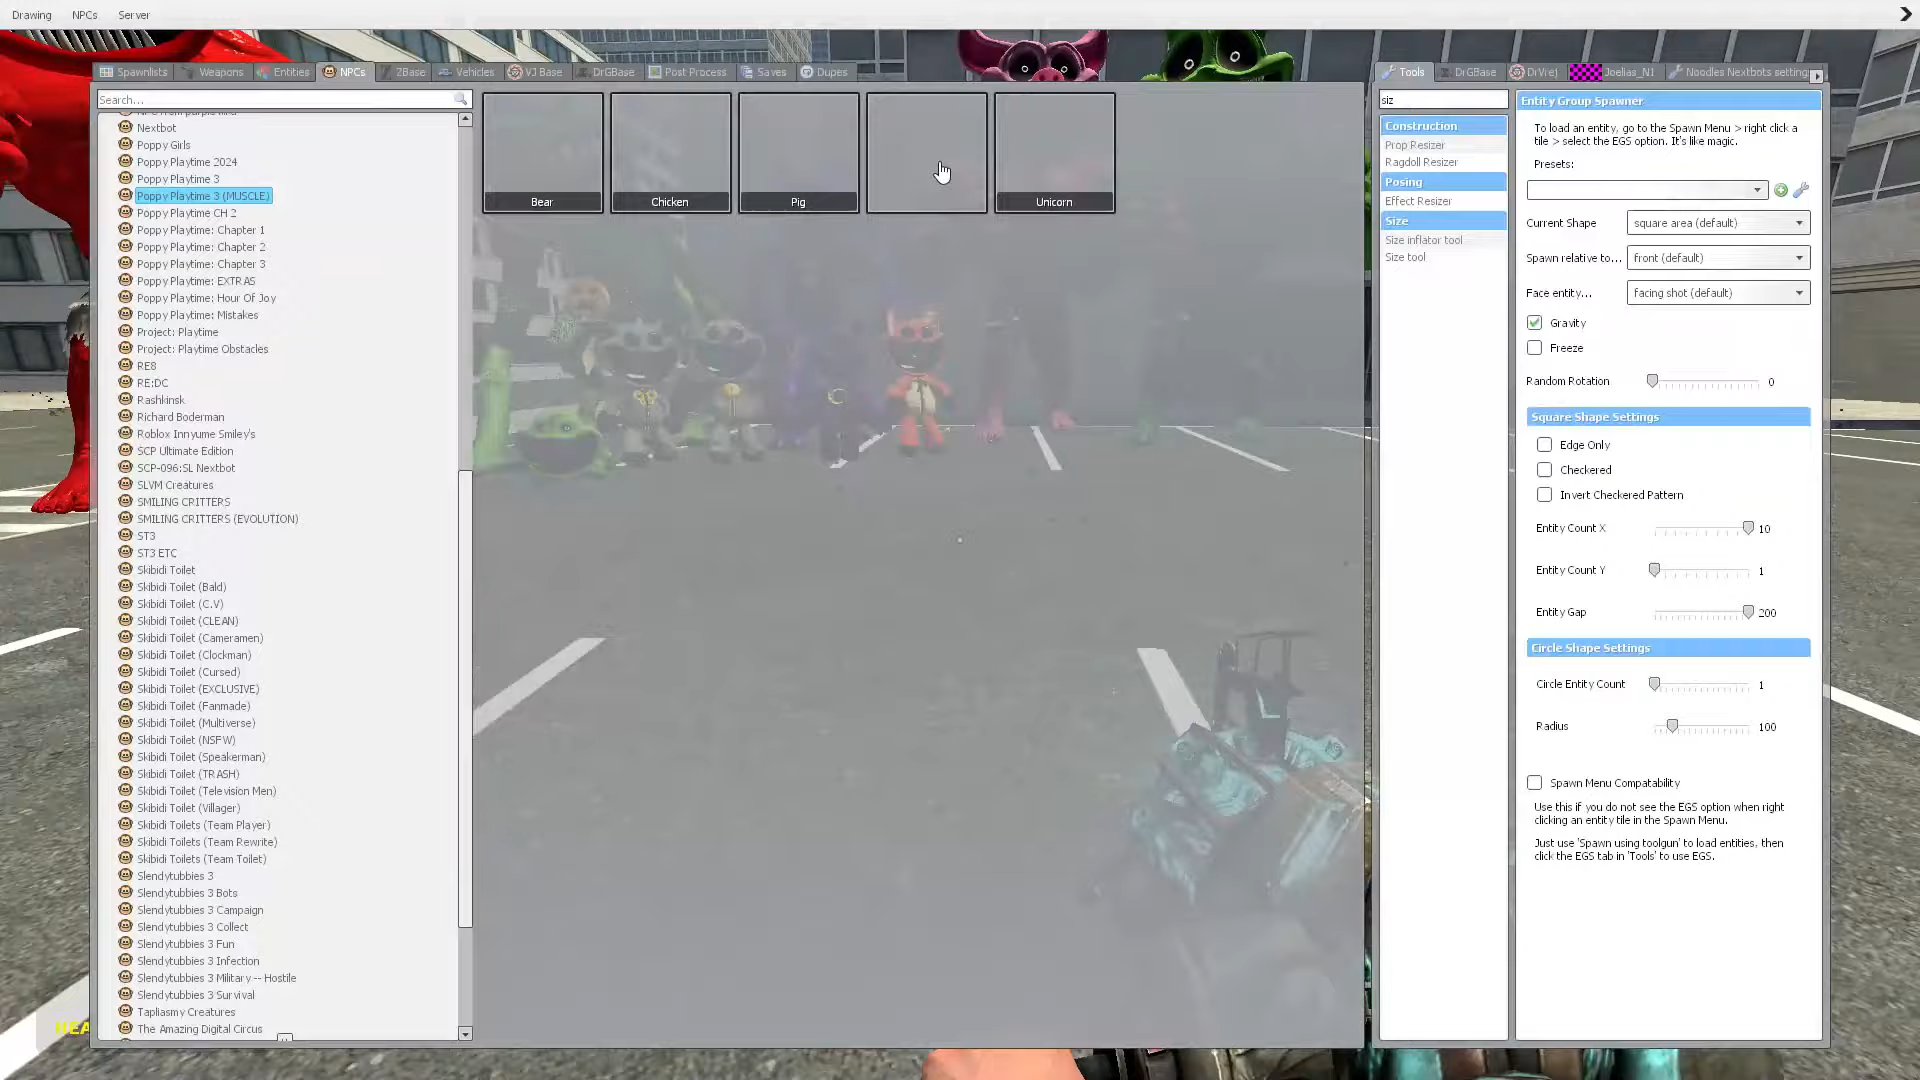 Drawing NPCs Server
Spawnlists Weapons Entities NPCs ZBase Vehicles VJ Base DrGBase Post Process Saves Dupes
Search...
Nextbot
Poppy Girls
Poppy Playtime 2024
Poppy Playtime 3
Poppy Playtime 3 (MUSCLE)
Poppy Playtime CH 2
Poppy Playtime: Chapter 1
Poppy Playtime: Chapter 2
Poppy Playtime: Chapter 3
Poppy Playtime: EXTRAS
Poppy Playtime: Hour Of Joy
Poppy Playtime: Mistakes
Project: Playtime
Project: Playtime Obstacles
RE8
RE:DC
Rashkinsk
Richard Boderman
Roblox Innyume Smiley's
SCP Ultimate Edition
SCP-096:SL Nextbot
SLVM Creatures
SMILING CRITTERS
SMILING CRITTERS (EVOLUTION)
ST3
ST3 ETC
Skibidi Toilet
Skibidi Toilet (Bald)
Skibidi Toilet (C.V)
Skibidi Toilet (CLEAN)
Skibidi Toilet (Cameramen)
Skibidi Toilet (Clockman)
Skibidi Toilet (Cursed)
Skibidi Toilet (EXCLUSIVE)
Skibidi Toilet (Fanmade)
Skibidi Toilet (Multiverse)
Skibidi Toilet (NSFW)
Skibidi Toilet (Speakerman)
Skibidi Toilet (TRASH)
Skibidi Toilet (Television Men)
Skibidi Toilet (Villager)
Skibidi Toilets (Team Player)
Skibidi Toilets (Team Rewrite)
Skibidi Toilets (Team Toilet)
Slendytubbies 3
Slendytubbies 3 Bots
Slendytubbies 3 Campaign
Slendytubbies 3 Collect
Slendytubbies 3 Fun
Slendytubbies 3 Infection
Slendytubbies 3 Military -- Hostile
Slendytubbies 3 Survival
Tapliasmy Creatures
The Amazing Digital Circus
Bear Chicken Pig Unicorn
Tools DrGBase DrVrej Joelias_N1 Noodles Nextbots setting
siz
Construction
Prop Resizer
Ragdoll Resizer
Posing
Effect Resizer
Size
Size inflator tool
Size tool
Entity Group Spawner
To load an entity, go to the Spawn Menu > right click a
tile > select the EGS option. It's like magic.
Presets:
Current Shape square area (default)
Spawn relative to... front (default)
Face entity... facing shot (default)
Gravity
Freeze
Random Rotation 0
Square Shape Settings
Edge Only
Checkered
Invert Checkered Pattern
Entity Count X 10
Entity Count Y 1
Entity Gap 200
Circle Shape Settings
Circle Entity Count 1
Radius 100
Spawn Menu Compatability
Use this if you do not see the EGS option when right
clicking an entity tile in the Spawn Menu.
Just use 'Spawn using toolgun' to load entities, then
click the EGS tab in 'Tools' to use EGS.
HEA